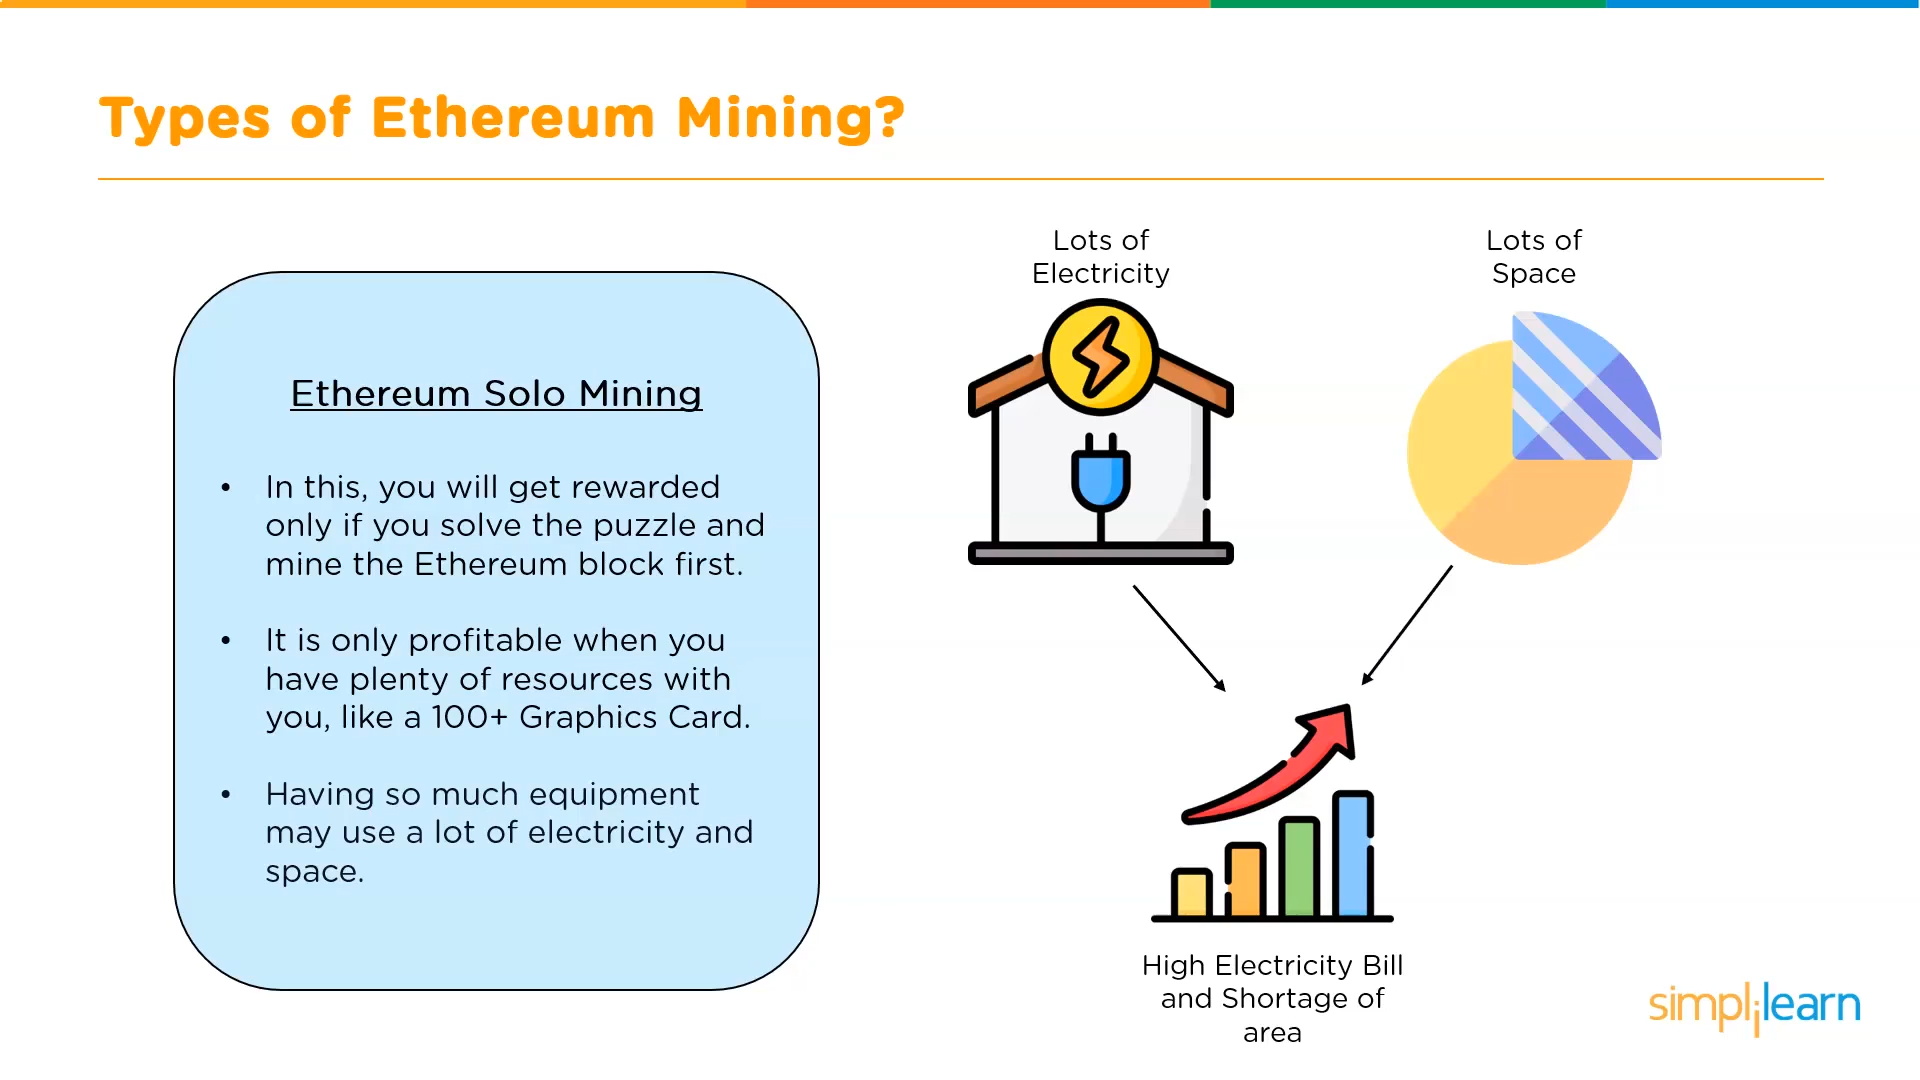 Types of Ethereum Mining?
Lots of
Electricity
Lots of
Space
Ethereum Solo Mining
• In this, you will get rewarded
only if you solve the puzzle and
mine the Ethereum block first.
• It is only profitable when you
have plenty of resources with
you, like a 100+ Graphics Card.
• Having so much equipment
may use a lot of electricity and
space.
High Electricity Bill
and Shortage of
area
simplilearn